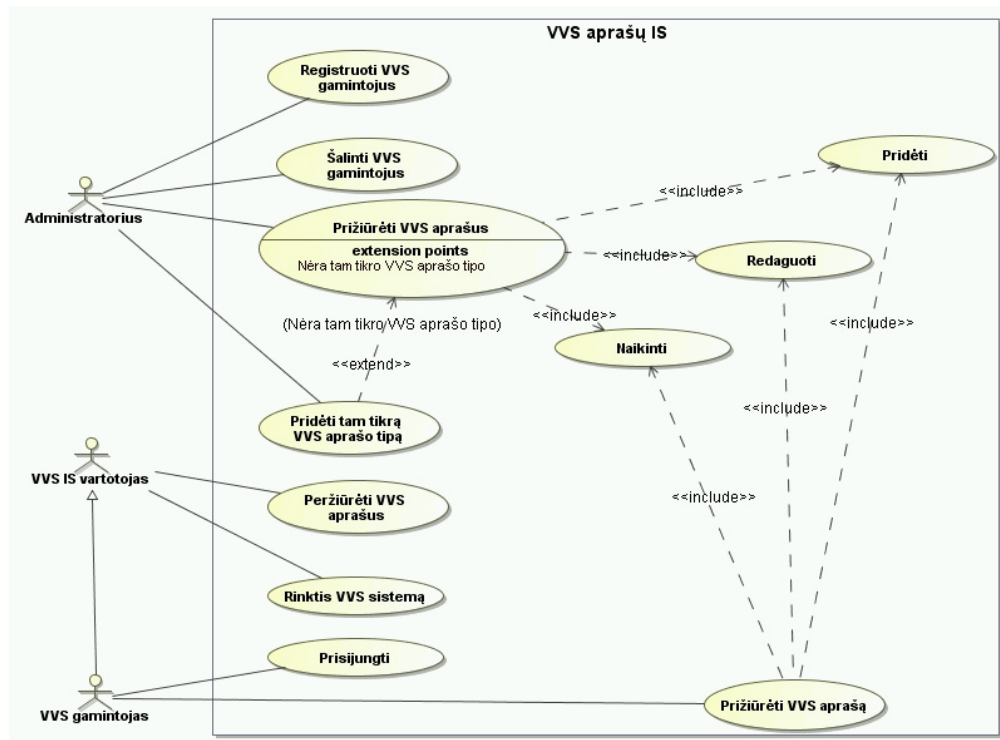 VVS aprašų IS
Registruoti VVS
gamintojus
Šalinti VVS
gamintojus
Pridėti
<<include>>
Administratorius
Prižiūrėti VVS aprašus
extension points
Nėra tam tikro VVS aprašo tipo
<<include>>
Redaguoti
(Nėra tam tikro VVS aprašo tipo)
<<include>>
<<include>>
Naikinti
<<extend>>
<<include>>
Pridėti tam tikrą
VVS aprašo tipą
VVS IS vartotojas
Peržiūrėti VVS
aprašus
<<include>>
Rinktis VVS sistemą
Prisijungti
VVS gamintojas
Prižiūrėti VVS aprašą